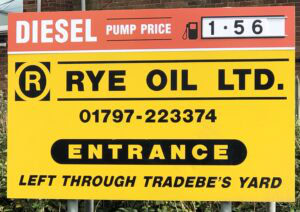 DIESEL PUMP PRICE 1·56
R RYE OIL LTD.
01797-223374
ENTRANCE
LEFT THROUGH TRADEBE'S YARD